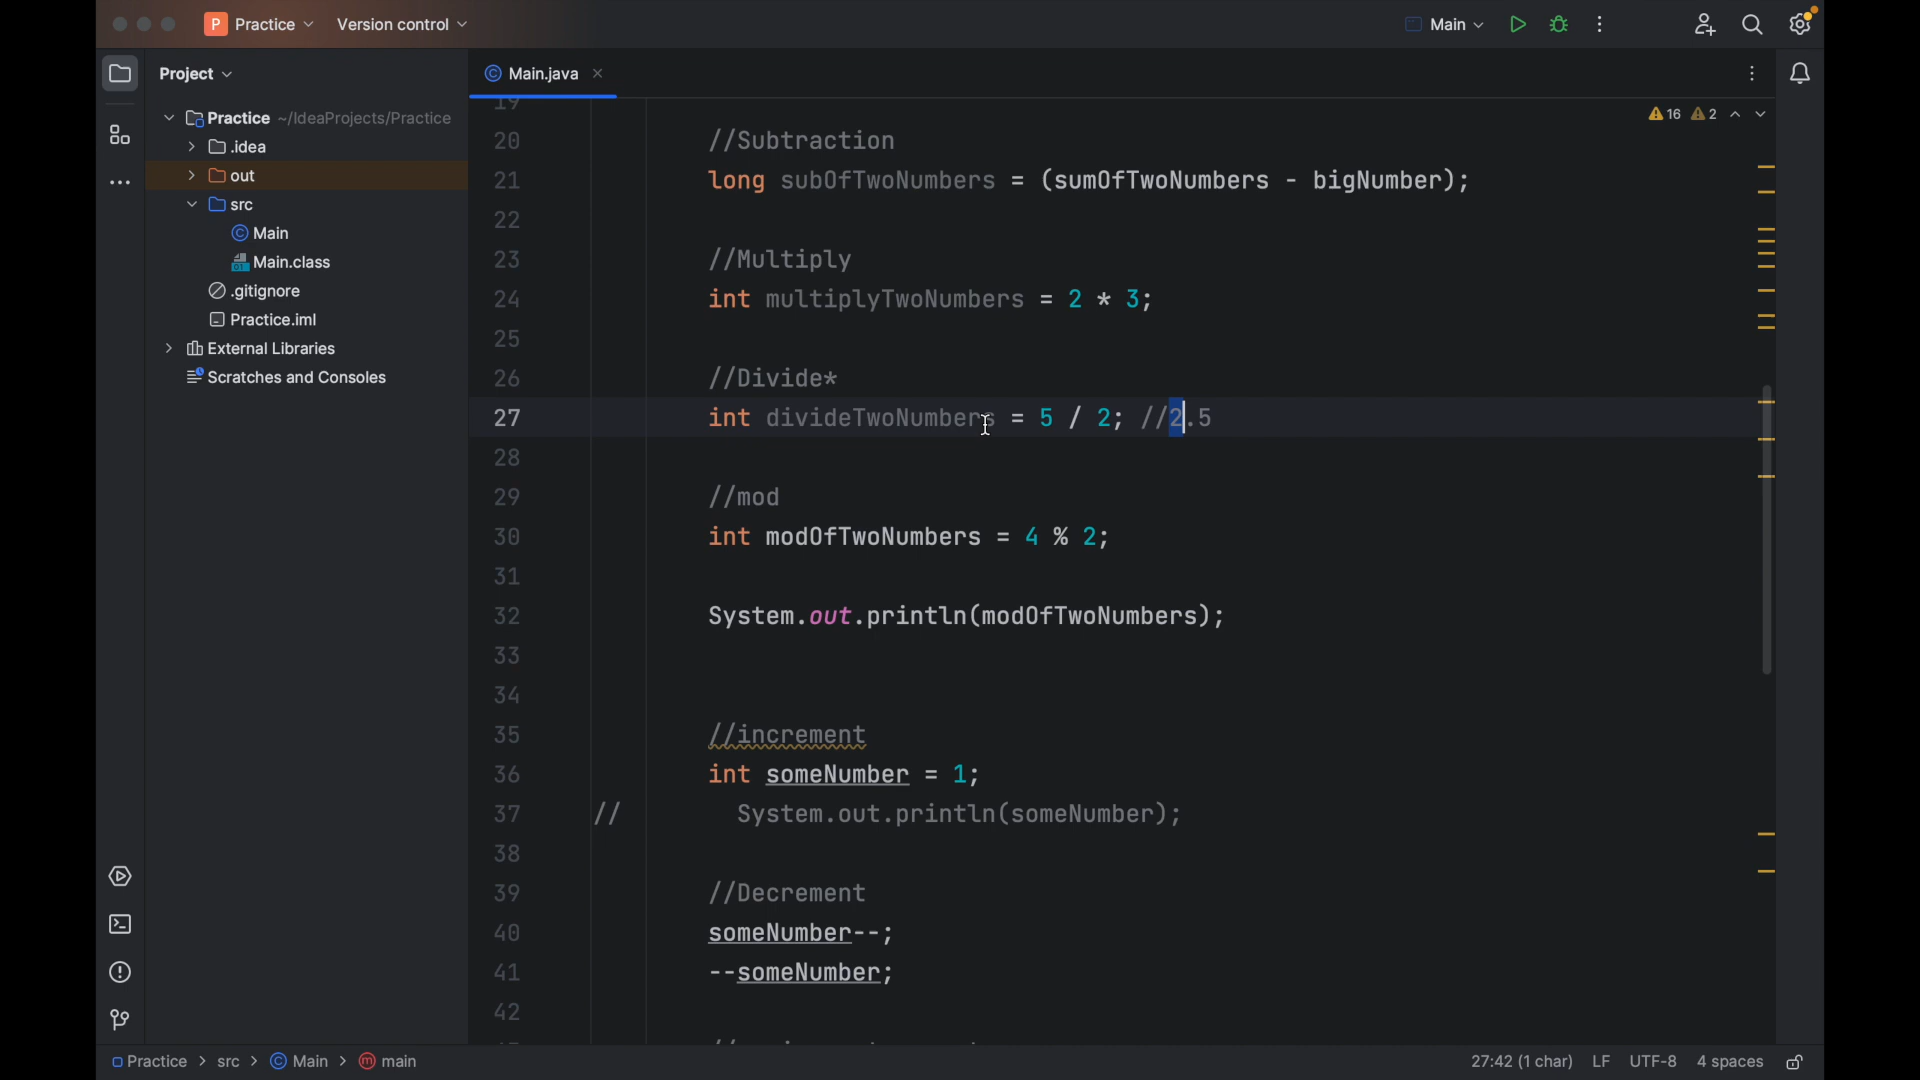 P Practice Version control Main
Project
Main.java
Practice ~/IdeaProjects/Practice
.idea
out
src
Main
Main.class
.gitignore
Practice.iml
External Libraries
Scratches and Consoles
16 2
19
20 //Subtraction
21 long subOfTwoNumbers = (sumOfTwoNumbers - bigNumber);
22
23 //Multiply
24 int multiplyTwoNumbers = 2 * 3;
25
26 //Divide*
27 int divideTwoNumbers = 5 / 2; //2.5
28
29 //mod
30 int modOfTwoNumbers = 4 % 2;
31
32 System.out.println(modOfTwoNumbers);
33
34
35 //increment
36 int someNumber = 1;
37 // System.out.println(someNumber);
38
39 //Decrement
40 someNumber--;
41 --someNumber;
42
Practice > src > Main > main
27:42 (1 char) LF UTF-8 4 spaces